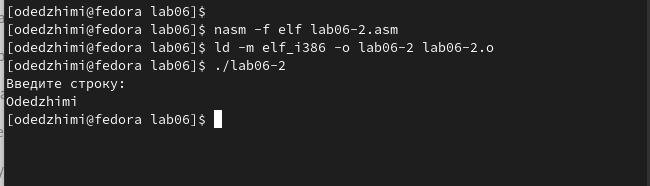 [odedzhimi@fedora lab06]$
[odedzhimi@fedora lab06]$ nasm -f elf lab06-2.asm
[odedzhimi@fedora lab06]$ ld -m elf_i386 -o lab06-2 lab06-2.o
[odedzhimi@fedora lab06]$ ./lab06-2
Введите строку:
Odedzhimi
[odedzhimi@fedora lab06]$